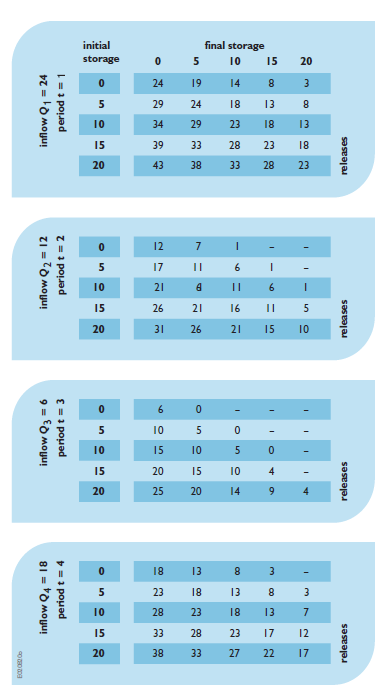 inflow Q1 = 24
period t = 1
initial storage
final storage
0 5 10 15 20
0 24 19 14 8 3
5 29 24 18 13 8
10 34 29 23 18 13
15 39 33 28 23 18
20 43 38 33 28 23
releases
inflow Q2 = 12
period t = 2
0 12 7 1 - -
5 17 11 6 1 -
10 21 11 6 1
15 26 21 16 11 5
20 31 26 21 15 10
releases
inflow Q3 = 6
period t = 3
0 6 0 - - -
5 10 5 0 - -
10 15 10 5 0 -
15 20 15 10 4 -
20 25 20 14 9 4
releases
inflow Q4 = 18
period t = 4
0 18 13 8 3 -
5 23 18 13 8 3
10 28 23 18 13 7
15 33 28 23 17 12
20 38 33 27 22 17
releases